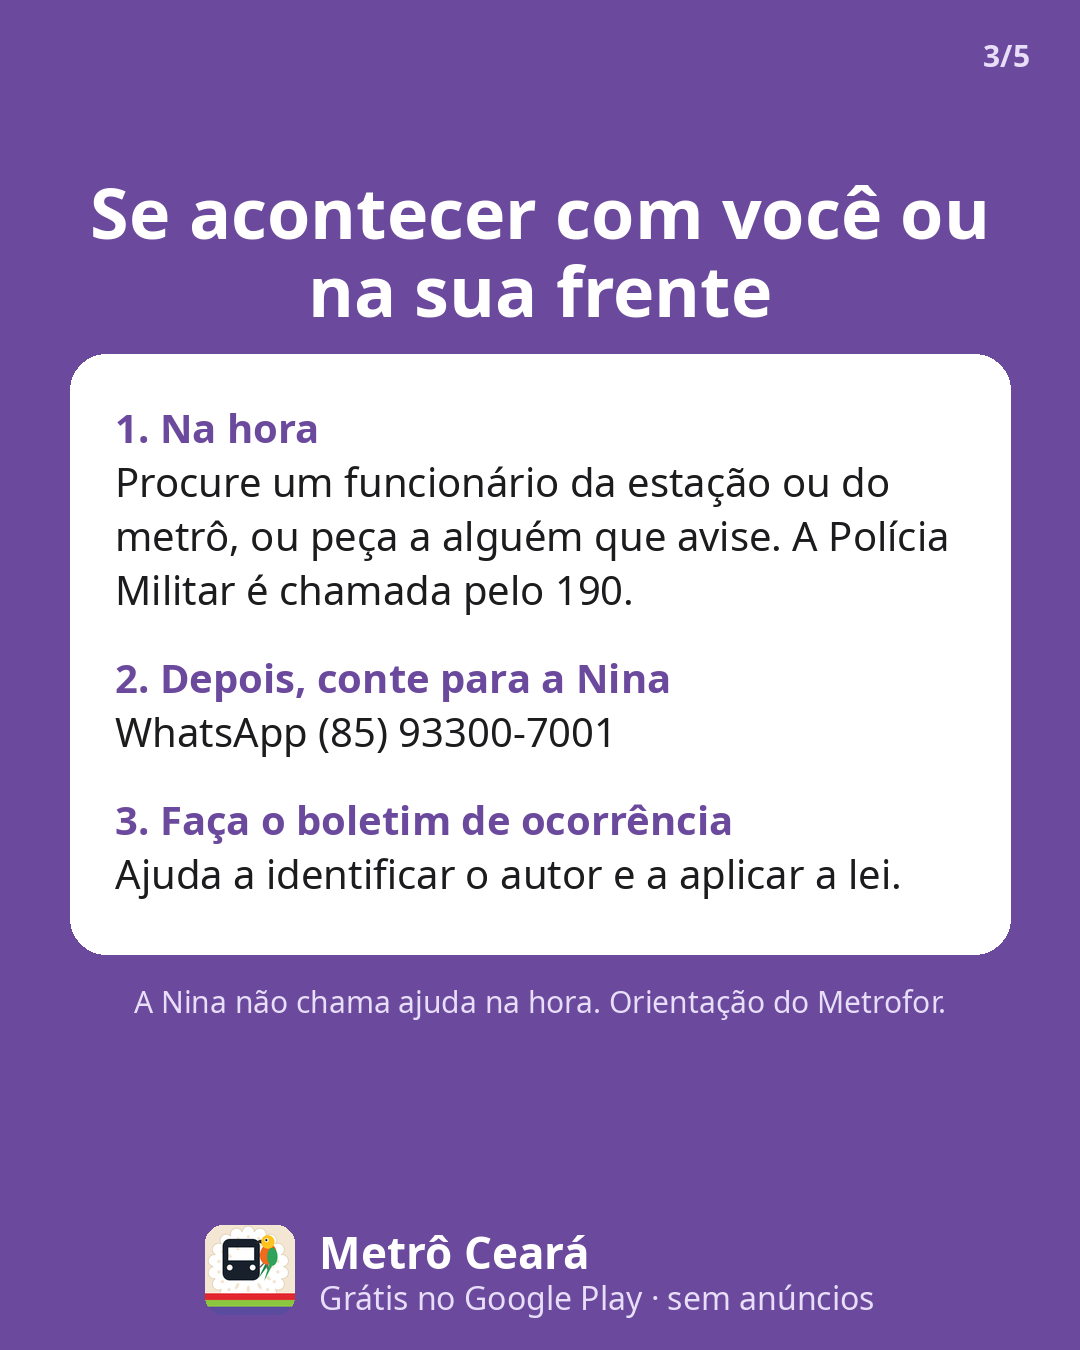 3/5
Se acontecer com você ou
na sua frente
1. Na hora
Procure um funcionário da estação ou do
metrô, ou peça a alguém que avise. A Polícia
Militar é chamada pelo 190.
2. Depois, conte para a Nina
WhatsApp (85) 93300-7001
3. Faça o boletim de ocorrência
Ajuda a identificar o autor e a aplicar a lei.
A Nina não chama ajuda na hora. Orientação do Metrofor.
Metrô Ceará
Grátis no Google Play · sem anúncios